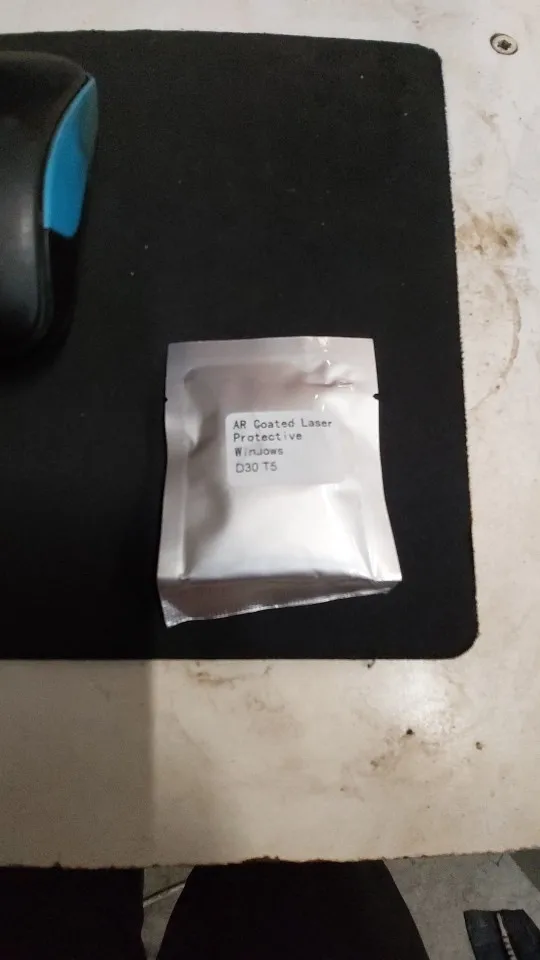 AR Coated Laser
Protective
Windows
D30 T5